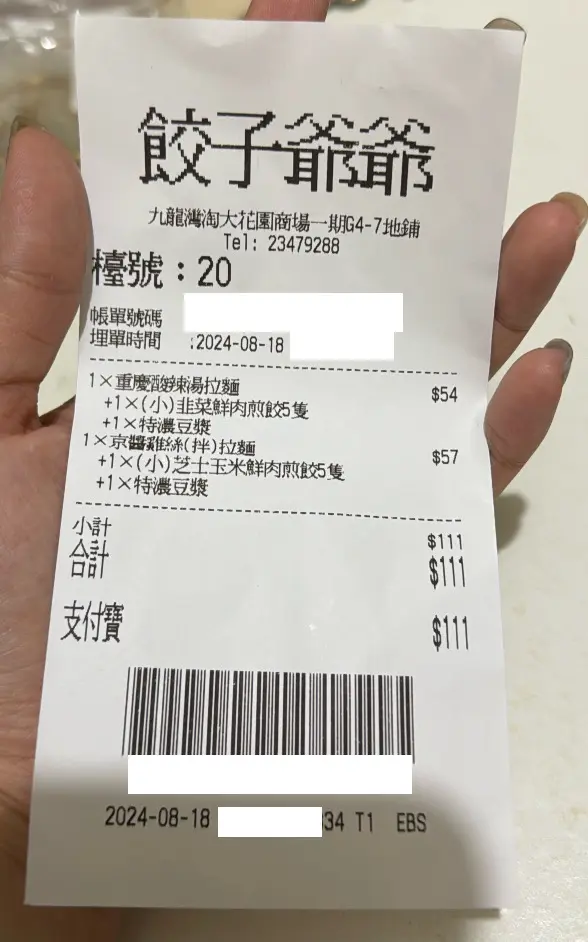 餃子爺爺
九龍灣淘大花園商場一期G4-7地鋪
Tel: 23479288
檯號：20
帳單號碼
埋單時間 :2024-08-18
1×重慶酸辣湯拉麵 $54
+1×(小)韭菜鮮肉煎餃5隻
+1×特濃豆漿
1×京醬雞絲(拌)拉麵 $57
+1×(小)芝士玉米鮮肉煎餃5隻
+1×特濃豆漿
小計 $111
合計 $111
支付寶 $111
2024-08-18 34 T1 EBS